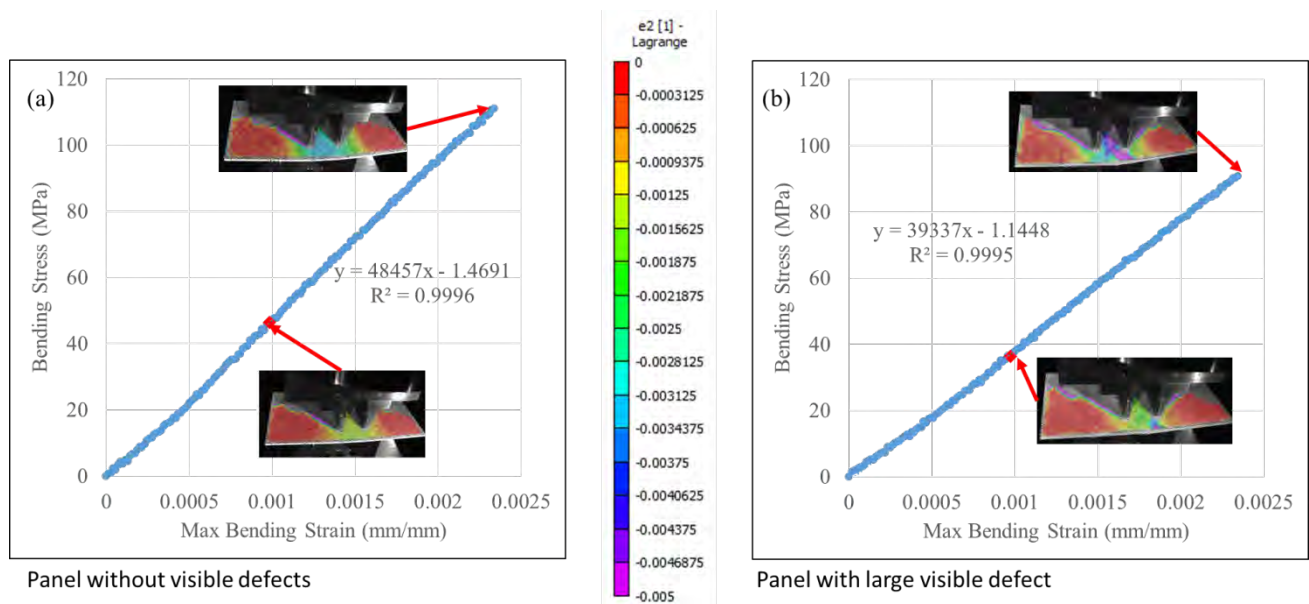 (a)
120
100
80
60
40
20
0
Bending Stress (MPa)
y = 48457x - 1.4691
R² = 0.9996
0 0.0005 0.001 0.0015 0.002 0.0025
Max Bending Strain (mm/mm)
Panel without visible defects
e2 [1] -
Lagrange
0
-0.0003125
-0.000625
-0.0009375
-0.00125
-0.0015625
-0.001875
-0.0021875
-0.0025
-0.0028125
-0.003125
-0.0034375
-0.00375
-0.0040625
-0.004375
-0.0046875
-0.005
(b)
120
100
80
60
40
20
0
Bending Stress (MPa)
y = 39337x - 1.1448
R² = 0.9995
0 0.0005 0.001 0.0015 0.002 0.0025
Max Bending Strain (mm/mm)
Panel with large visible defect